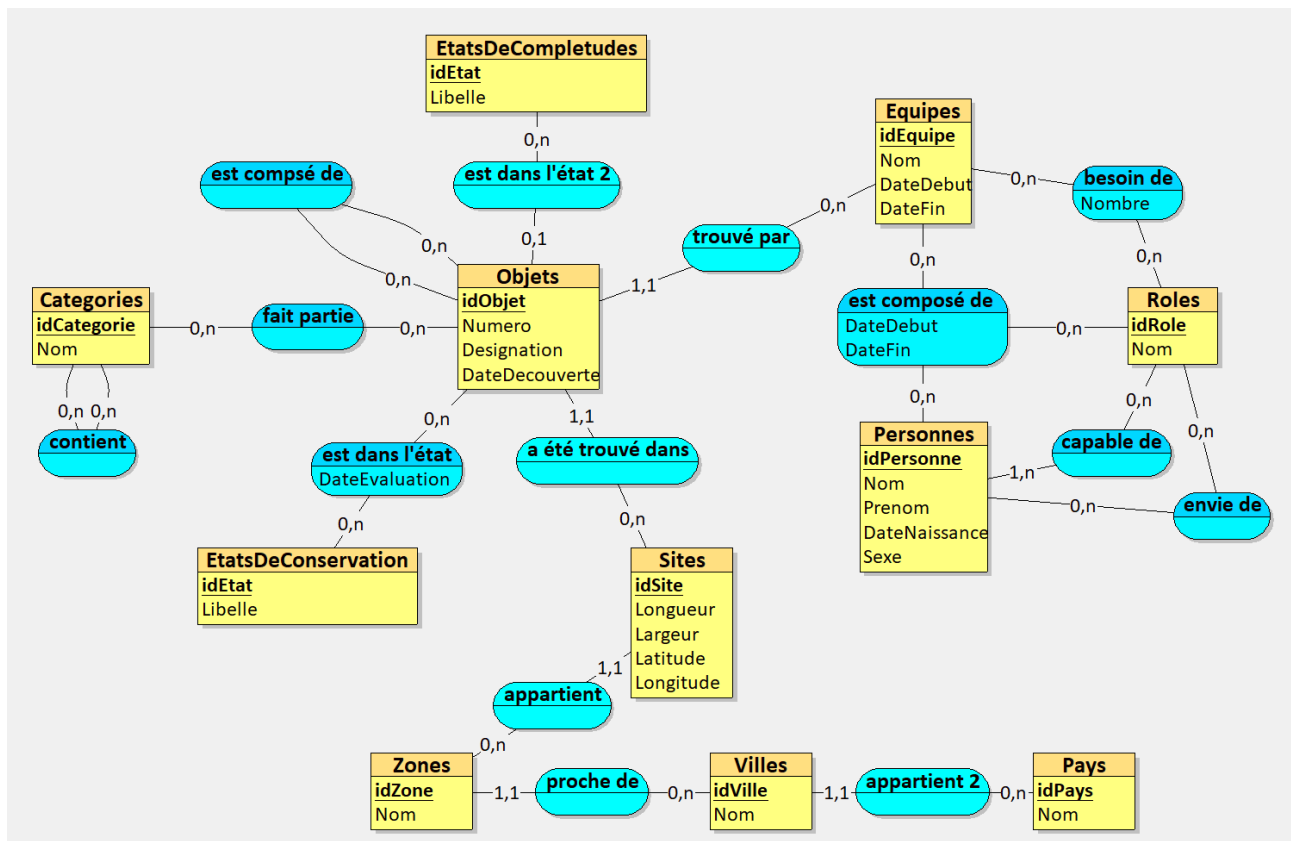 EtatsDeCompletudes
idEtat
Libelle
0,n
est dans l'état 2
0,1
est compsé de
0,n
0,n
Equipes
idEquipe
Nom
DateDebut
DateFin
0,n
besoin de
Nombre
0,n
0,n
trouvé par
1,1
Objets
idObjet
Numero
Designation
DateDecouverte
Categories
idCategorie
Nom
0,n
fait partie
0,n
0,n
0,n
contient
0,n
est composé de
DateDebut
DateFin
0,n
Roles
idRole
Nom
0,n
Personnes
idPersonne
Nom
Prenom
DateNaissance
Sexe
0,n
capable de
1,n
0,n
envie de
0,n
0,n
est dans l'état
DateEvaluation
0,n
EtatsDeConservation
idEtat
Libelle
1,1
a été trouvé dans
0,n
Sites
idSite
Longueur
Largeur
Latitude
Longitude
1,1
appartient
0,n
Zones
idZone
Nom
1,1
proche de
0,n
Villes
idVille
Nom
1,1
appartient 2
0,n
Pays
idPays
Nom